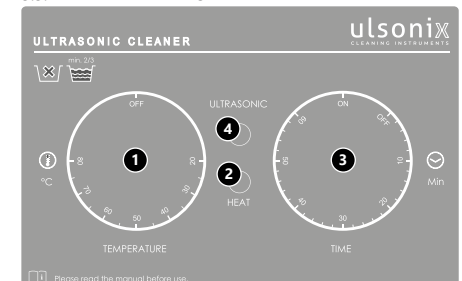 ulsonix
CLEANING INSTRUMENTS
ULTRASONIC CLEANER
min. 2/3
OFF
20
30
40
50
60
70
80
1
°C
TEMPERATURE
ULTRASONIC
4
2
HEAT
ON
OFF
10
20
30
40
50
60
3
Min
TIME
Please read the manual before use.